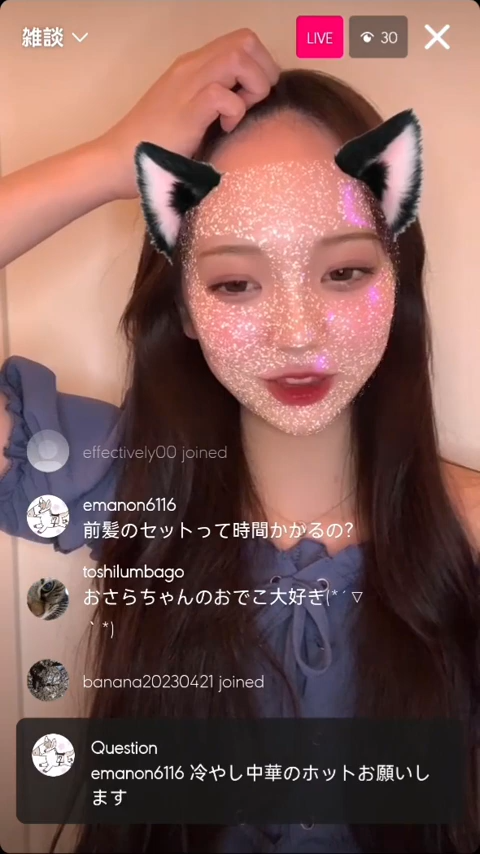 雑談
LIVE
30
effectively00 joined
emanon6116
前髪のセットって時間かかるの?
toshilumbago
おさらちゃんのおでこ大好き(*´▽
｀*)
banana20230421 joined
Question
emanon6116 冷やし中華のホットお願いし
ます